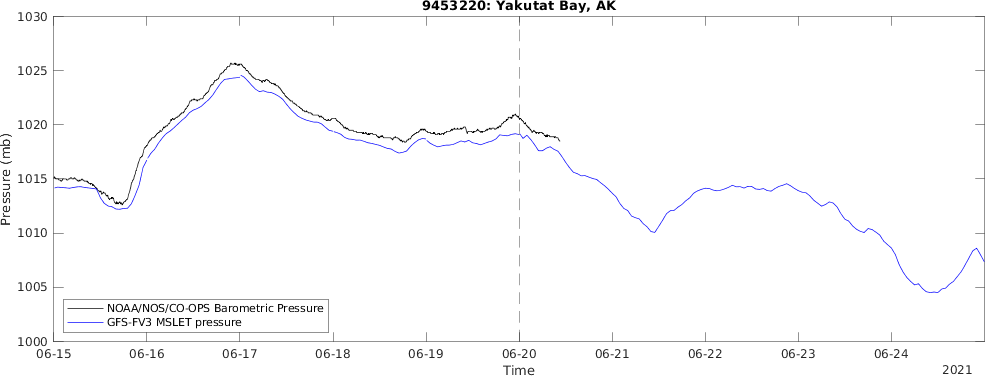 9453220: Yakutat Bay, AK
Pressure (mb)
1030
1025
1020
1015
1010
1005
1000
NOAA/NOS/CO-OPS Barometric Pressure
GFS-FV3 MSLET pressure
06-15 06-16 06-17 06-18 06-19 06-20 06-21 06-22 06-23 06-24
Time
2021